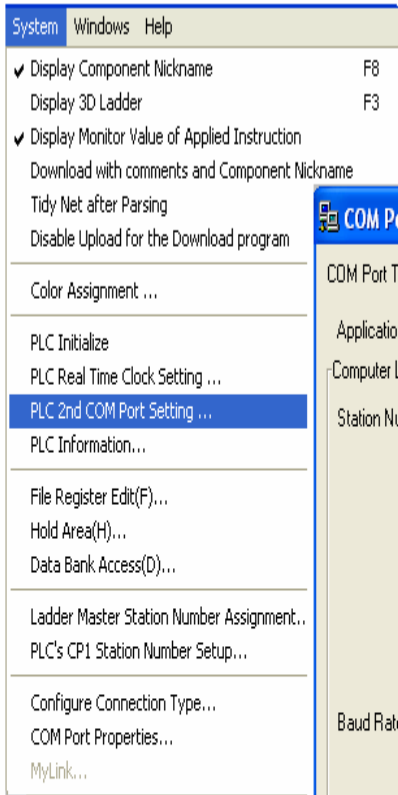 System Windows Help
✔ Display Component Nickname F8
Display 3D Ladder F3
✔ Display Monitor Value of Applied Instruction
Download with comments and Component Nickname
Tidy Net after Parsing
Disable Upload for the Download program
Color Assignment ...
PLC Initialize
PLC Real Time Clock Setting ...
PLC 2nd COM Port Setting ...
PLC Information...
File Register Edit(F)...
Hold Area(H)...
Data Bank Access(D)...
Ladder Master Station Number Assignment..
PLC's CP1 Station Number Setup...
Configure Connection Type...
COM Port Properties...
MyLink...
COM
COM Port
Computer
Station
Baud